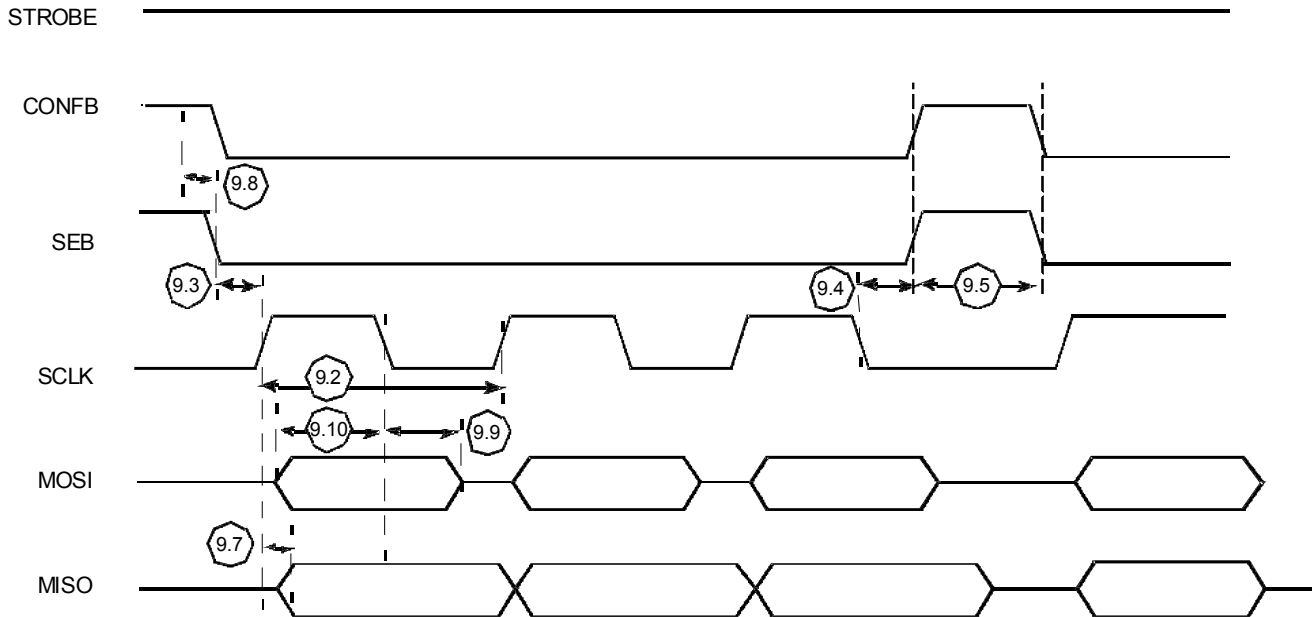 STROBE
CONFB
9.8
SEB
9.3
9.4
9.5
SCLK
9.2
9.10
9.9
MOSI
9.7
MISO